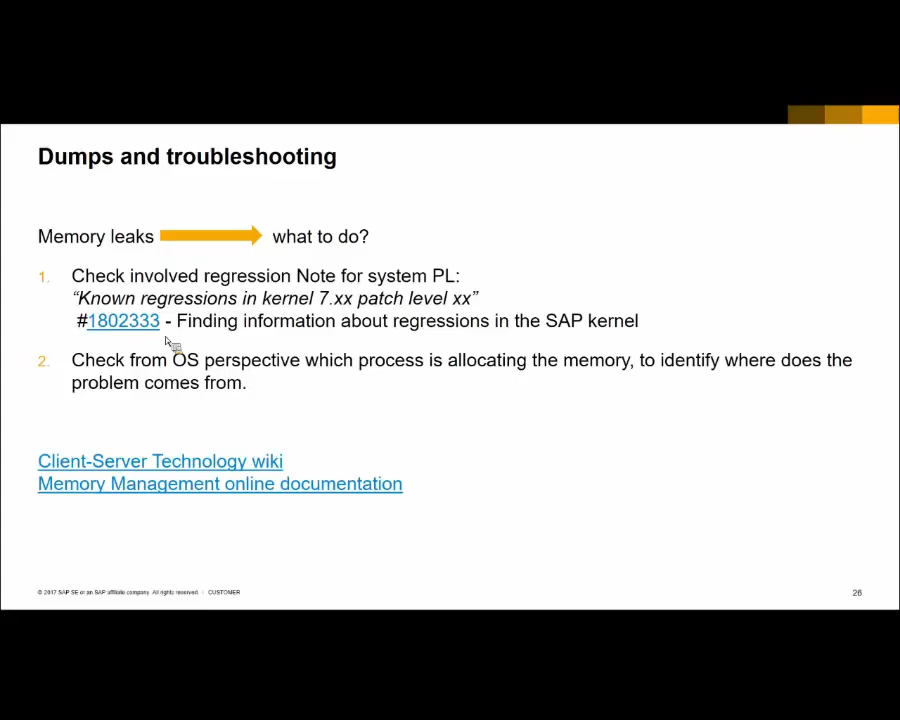 Dumps and troubleshooting
Memory leaks what to do?
1. Check involved regression Note for system PL:
“Known regressions in kernel 7.xx patch level xx”
#1802333 - Finding information about regressions in the SAP kernel
2. Check from OS perspective which process is allocating the memory, to identify where does the
problem comes from.
Client-Server Technology wiki
Memory Management online documentation
© 2017 SAP SE or an SAP affiliate company. All rights reserved. | CUSTOMER
26